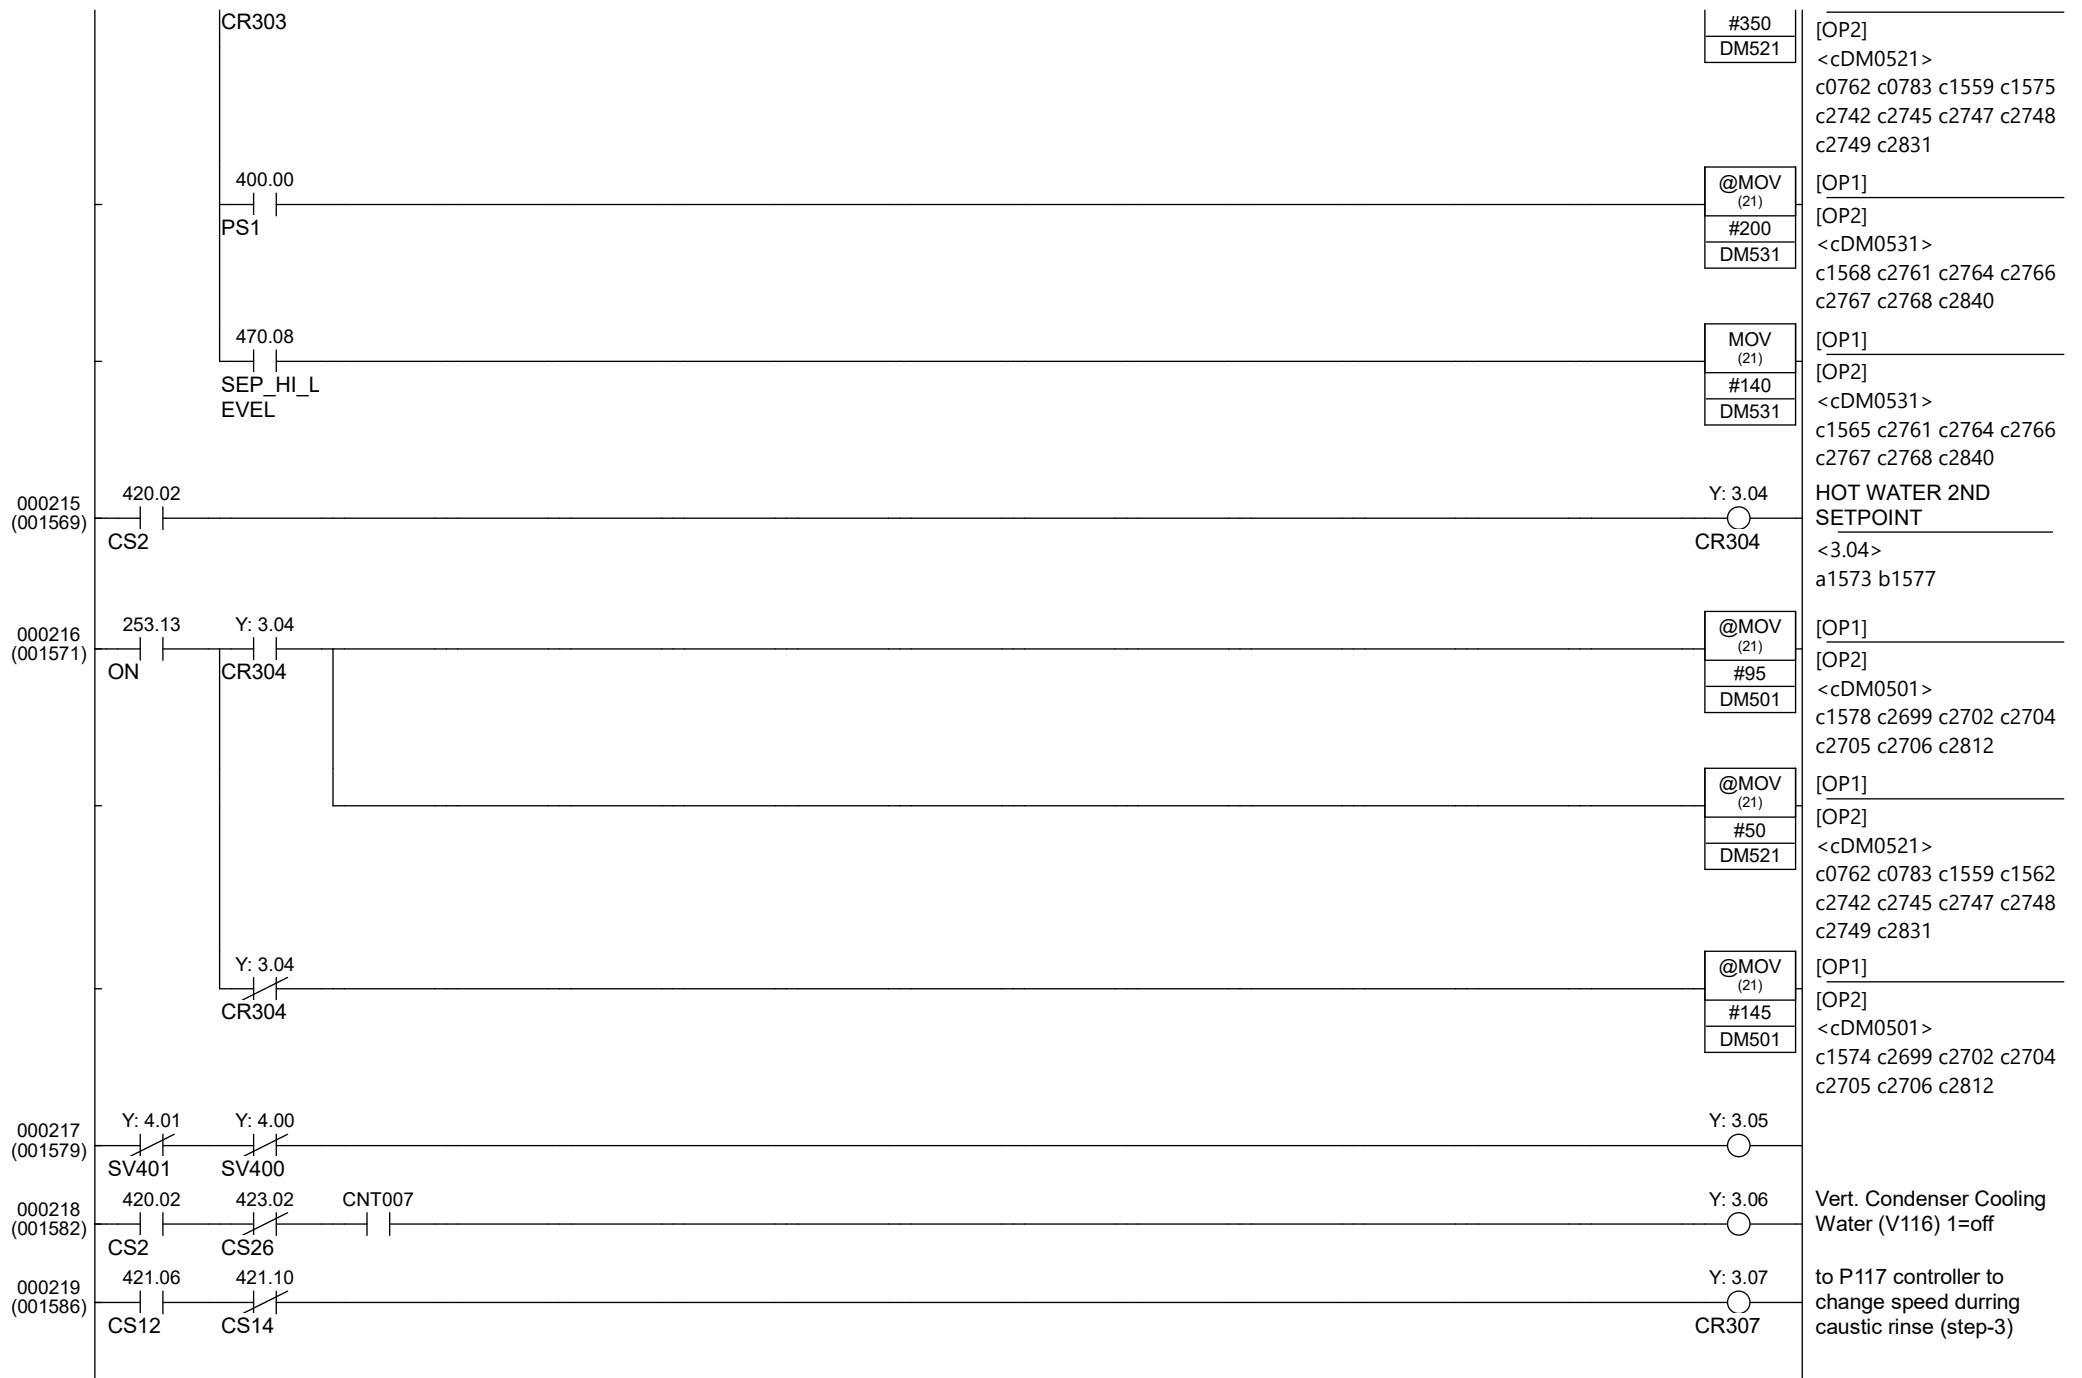 CR303
#350
DM521
[OP2]
<cDM0521>
c0762 c0783 c1559 c1575
c2742 c2745 c2747 c2748
c2749 c2831
400.00
PS1
@MOV
(21)
#200
DM531
[OP1]
[OP2]
<cDM0531>
c1568 c2761 c2764 c2766
c2767 c2768 c2840
470.08
SEP_HI_L
EVEL
MOV
(21)
#140
DM531
[OP1]
[OP2]
<cDM0531>
c1565 c2761 c2764 c2766
c2767 c2768 c2840
000215
(001569)
420.02
CS2
Y: 3.04
CR304
HOT WATER 2ND
SETPOINT
<3.04>
a1573 b1577
000216
(001571)
253.13
ON
Y: 3.04
CR304
@MOV
(21)
#95
DM501
[OP1]
[OP2]
<cDM0501>
c1578 c2699 c2702 c2704
c2705 c2706 c2812
@MOV
(21)
#50
DM521
[OP1]
[OP2]
<cDM0521>
c0762 c0783 c1559 c1562
c2742 c2745 c2747 c2748
c2749 c2831
Y: 3.04
CR304
@MOV
(21)
#145
DM501
[OP1]
[OP2]
<cDM0501>
c1574 c2699 c2702 c2704
c2705 c2706 c2812
000217
(001579)
Y: 4.01
SV401
Y: 4.00
SV400
Y: 3.05
000218
(001582)
420.02
CS2
423.02
CS26
CNT007
Y: 3.06
Vert. Condenser Cooling
Water (V116) 1=off
000219
(001586)
421.06
CS12
421.10
CS14
Y: 3.07
CR307
to P117 controller to
change speed durring
caustic rinse (step-3)